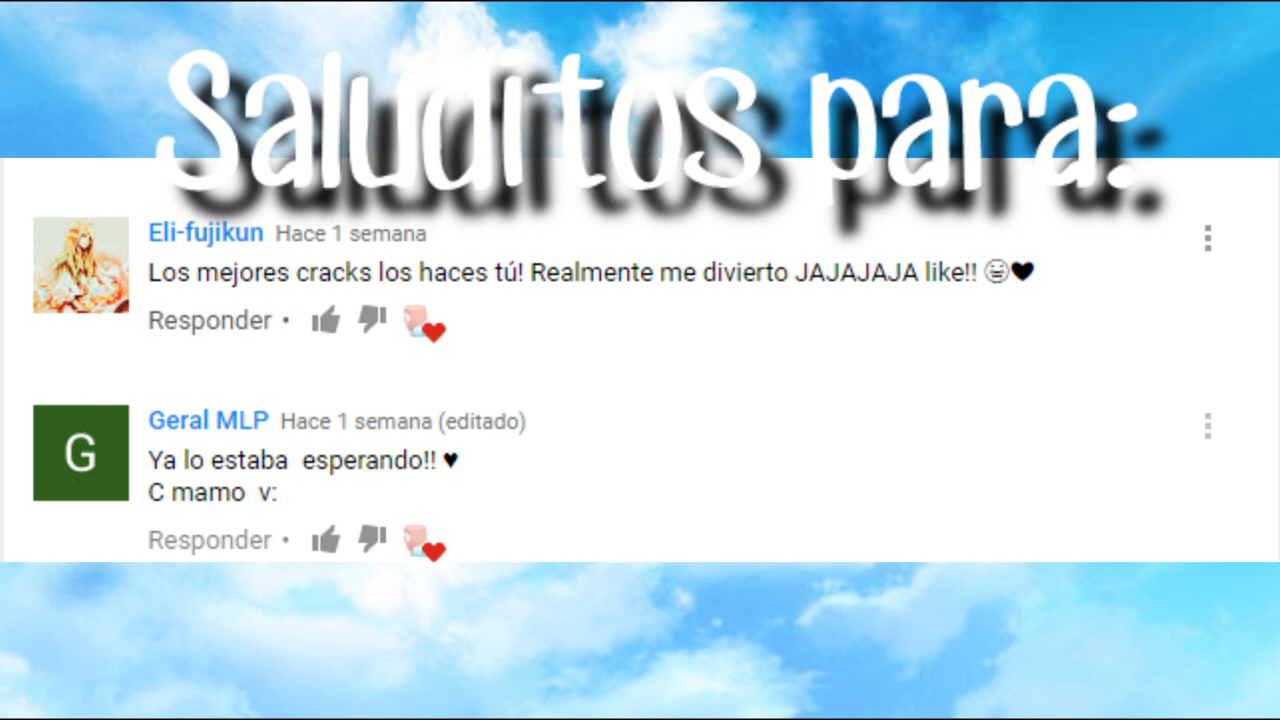 Saluditos para:
Eli-fujikun Hace 1 semana
Los mejores cracks los haces tú! Realmente me divierto JAJAJAJA like!! 😆♥
Responder •
G
Geral MLP Hace 1 semana (editado)
Ya lo estaba esperando!! ♥
C mamo v:
Responder •